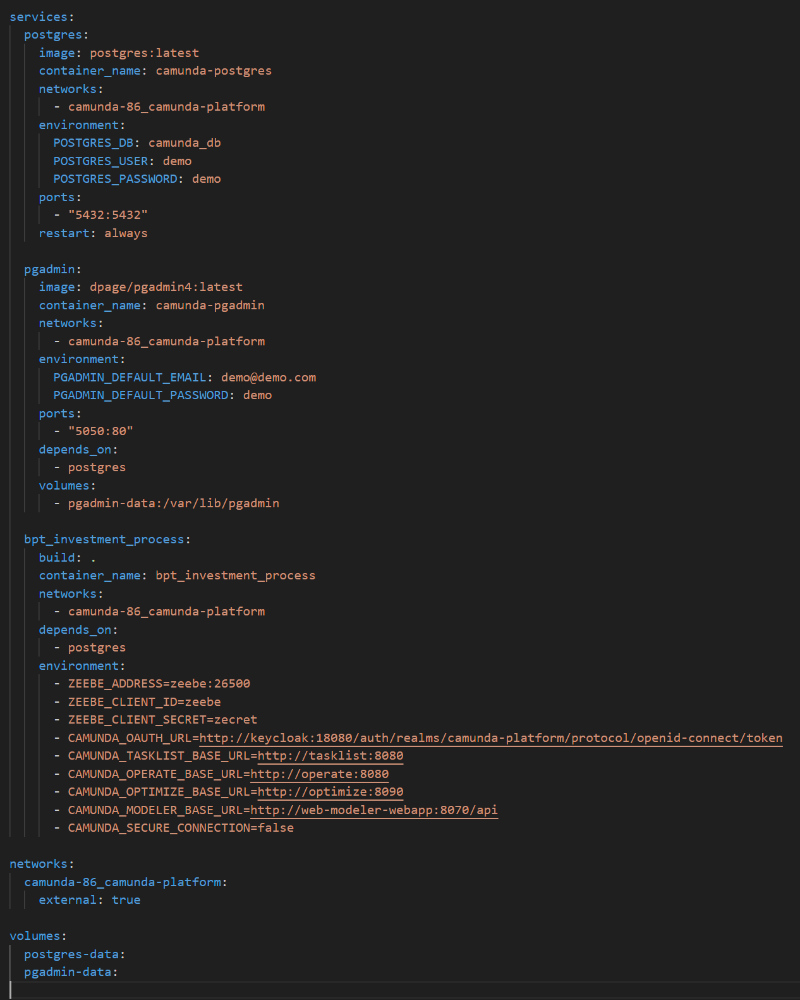 services:
  postgres:
    image: postgres:latest
    container_name: camunda-postgres
    networks:
      - camunda-86_camunda-platform
    environment:
      POSTGRES_DB: camunda_db
      POSTGRES_USER: demo
      POSTGRES_PASSWORD: demo
    ports:
      - "5432:5432"
    restart: always

  pgadmin:
    image: dpage/pgadmin4:latest
    container_name: camunda-pgadmin
    networks:
      - camunda-86_camunda-platform
    environment:
      PGADMIN_DEFAULT_EMAIL: demo@demo.com
      PGADMIN_DEFAULT_PASSWORD: demo
    ports:
      - "5050:80"
    depends_on:
      - postgres
    volumes:
      - pgadmin-data:/var/lib/pgadmin

  bpt_investment_process:
    build: .
    container_name: bpt_investment_process
    networks:
      - camunda-86_camunda-platform
    depends_on:
      - postgres
    environment:
      - ZEEBE_ADDRESS=zeebe:26500
      - ZEEBE_CLIENT_ID=zeebe
      - ZEEBE_CLIENT_SECRET=zecret
      - CAMUNDA_OAUTH_URL=http://keycloak:18080/auth/realms/camunda-platform/protocol/openid-connect/token
      - CAMUNDA_TASKLIST_BASE_URL=http://tasklist:8080
      - CAMUNDA_OPERATE_BASE_URL=http://operate:8080
      - CAMUNDA_OPTIMIZE_BASE_URL=http://optimize:8090
      - CAMUNDA_MODELER_BASE_URL=http://web-modeler-webapp:8070/api
      - CAMUNDA_SECURE_CONNECTION=false

networks:
  camunda-86_camunda-platform:
    external: true

volumes:
  postgres-data:
  pgadmin-data: